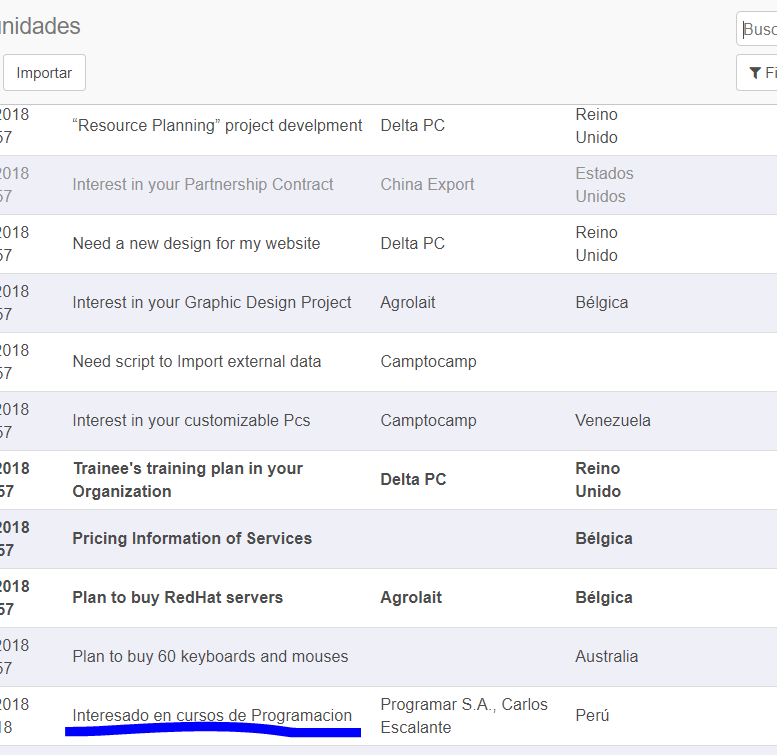 nidades
Busc
Importar
Fi
2018 "Resource Planning" project develpment Delta PC Reino
57 Unido
2018 Interest in your Partnership Contract China Export Estados
57 Unidos
2018 Need a new design for my website Delta PC Reino
57 Unido
2018 Interest in your Graphic Design Project Agrolait Bélgica
57
2018 Need script to Import external data Camptocamp
57
2018 Interest in your customizable Pcs Camptocamp Venezuela
57
2018 Trainee's training plan in your Delta PC Reino
57 Organization Unido
2018 Pricing Information of Services Bélgica
57
2018 Plan to buy RedHat servers Agrolait Bélgica
57
2018 Plan to buy 60 keyboards and mouses Australia
57
2018 Interesado en cursos de Programacion Programar S.A., Carlos Perú
18 Escalante